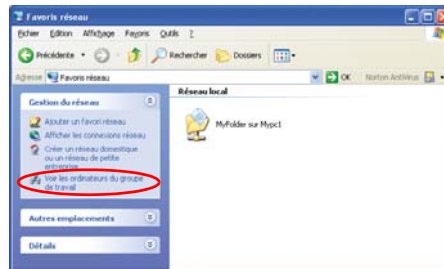 Favoris réseau
Fichier Edition Affichage Favoris Outils ?
Précédente Rechercher Dossiers
Adresse Favoris réseau OK Norton AntiVirus
Gestion du réseau
Ajouter un favori réseau
Afficher les connexions réseau
Créer un réseau domestique
ou un réseau de petite
entreprise
Voir les ordinateurs du groupe
de travail
Autres emplacements
Détails
Réseau local
MyFolder sur Mypc1